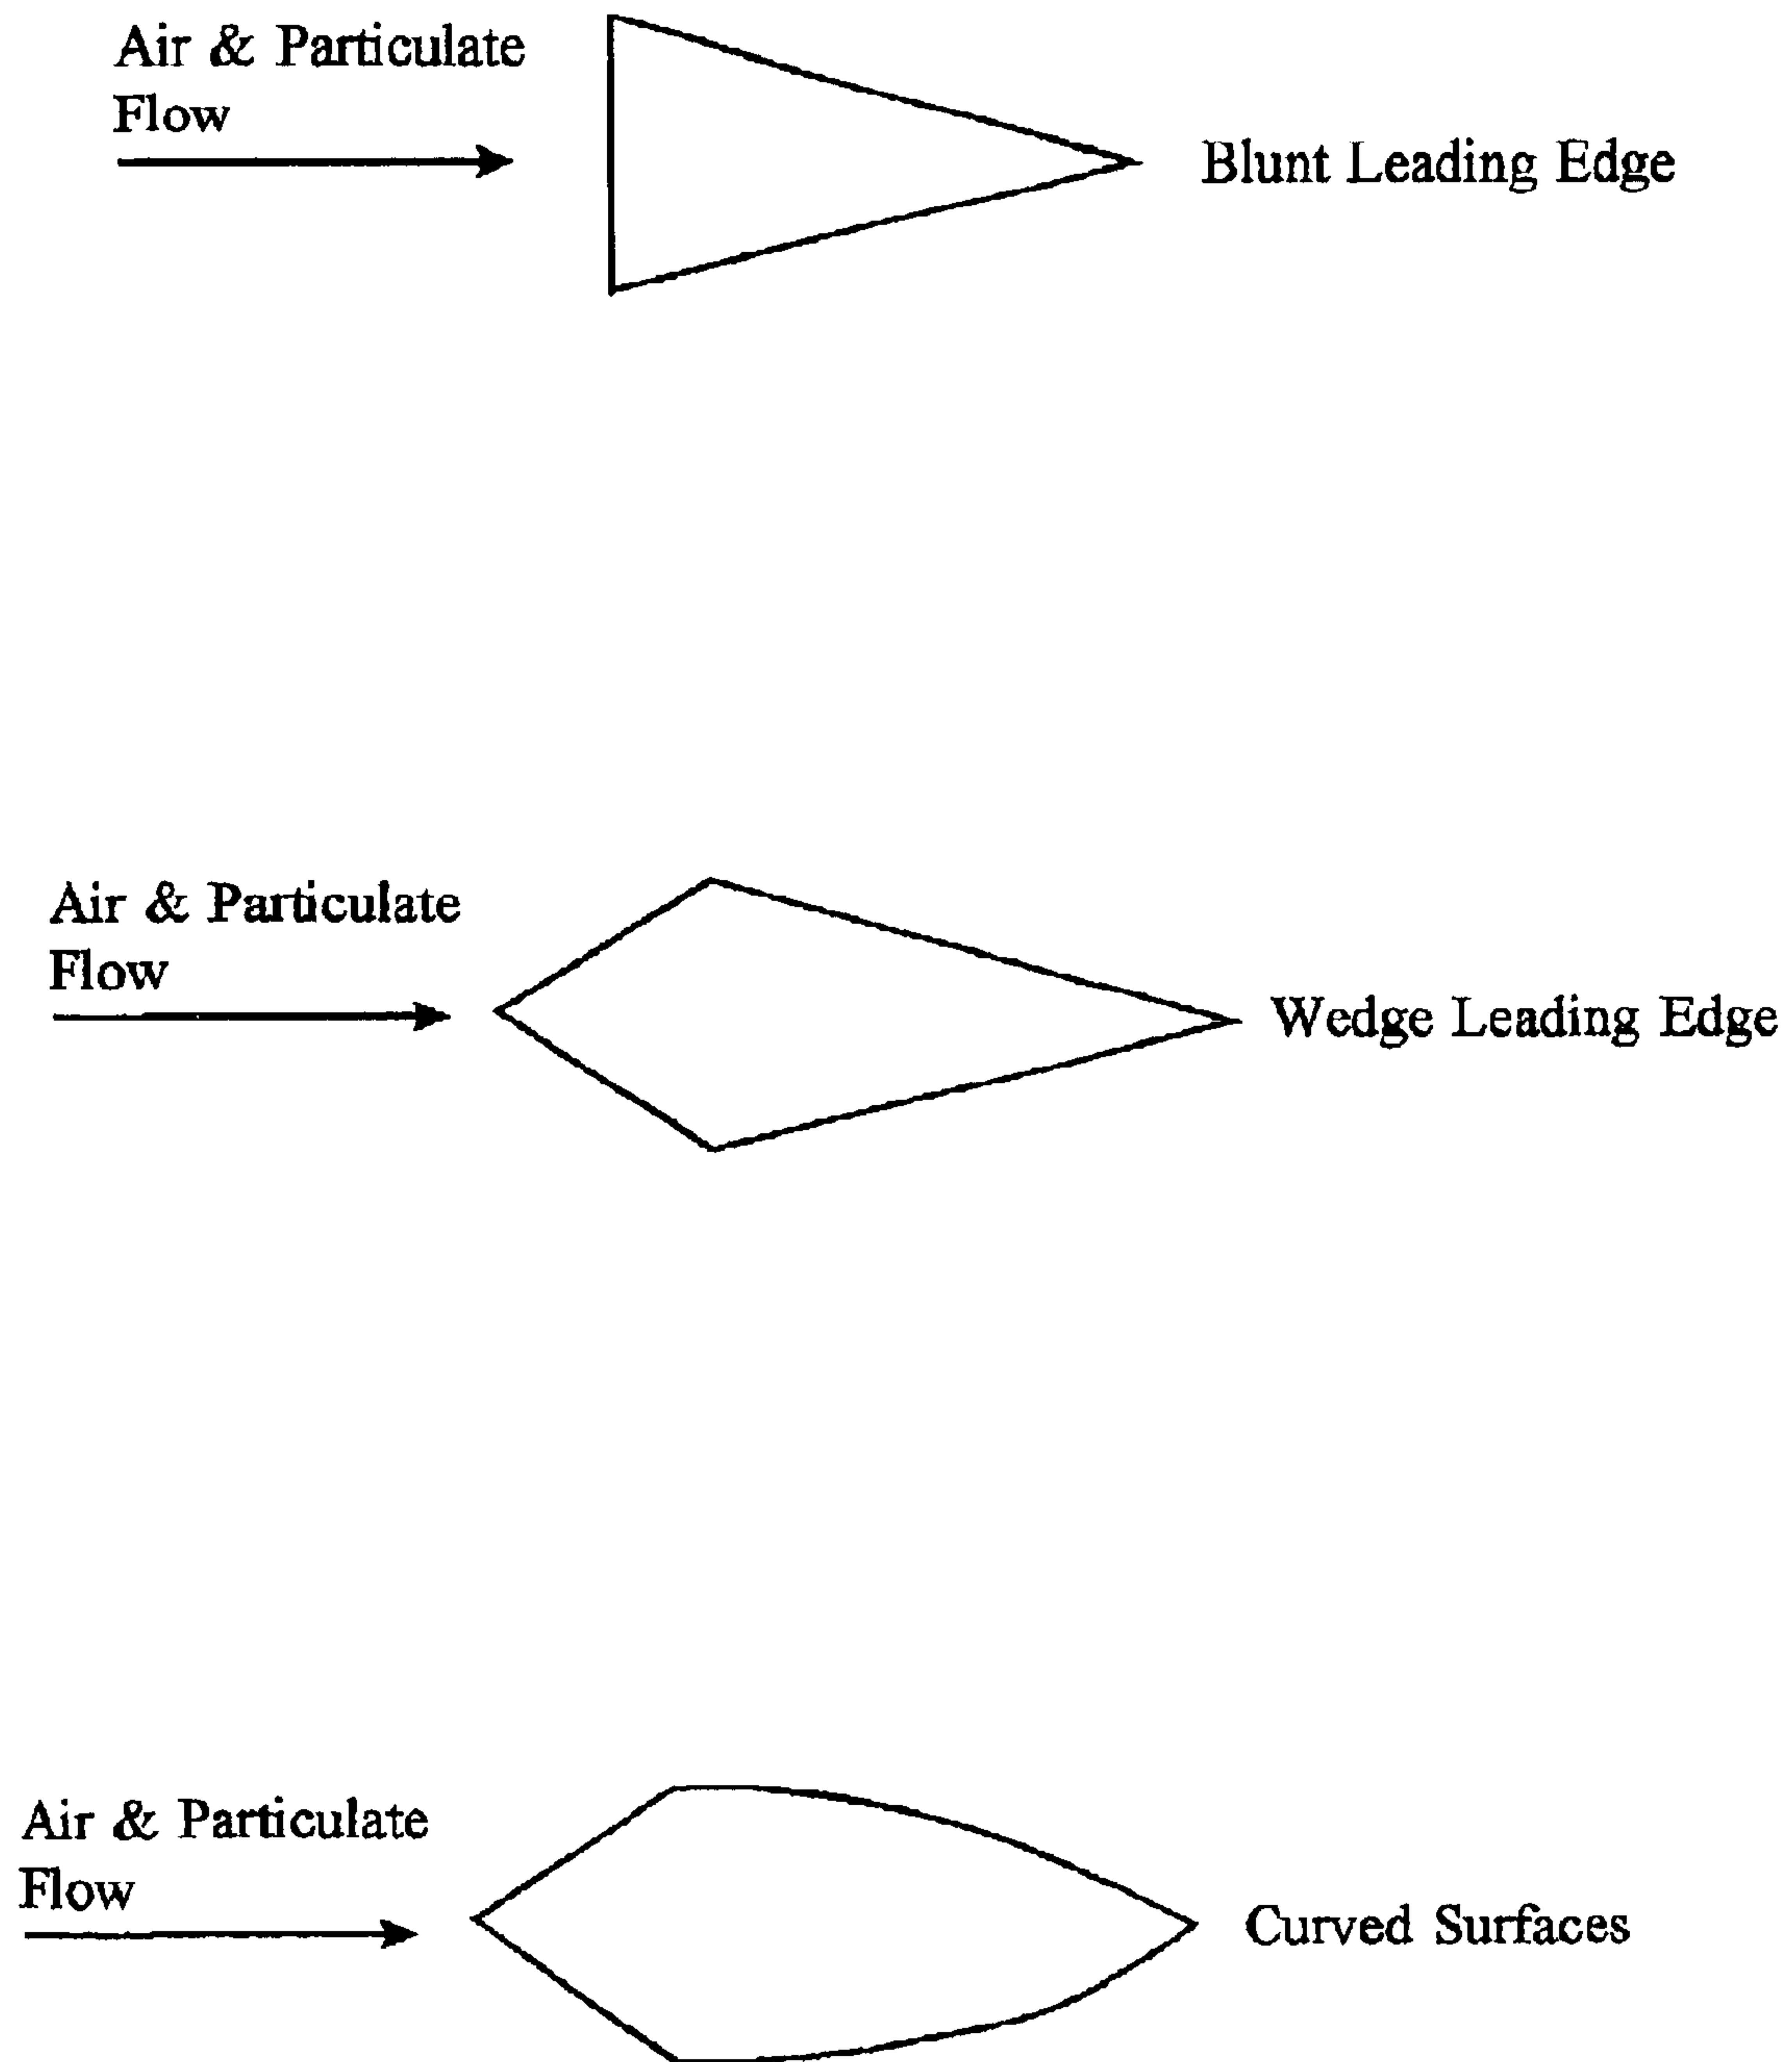 Air & Particulate
Flow
Blunt Leading Edge
Air & Particulate
Flow
Wedge Leading Edge
Air & Particulate
Flow
Curved Surfaces